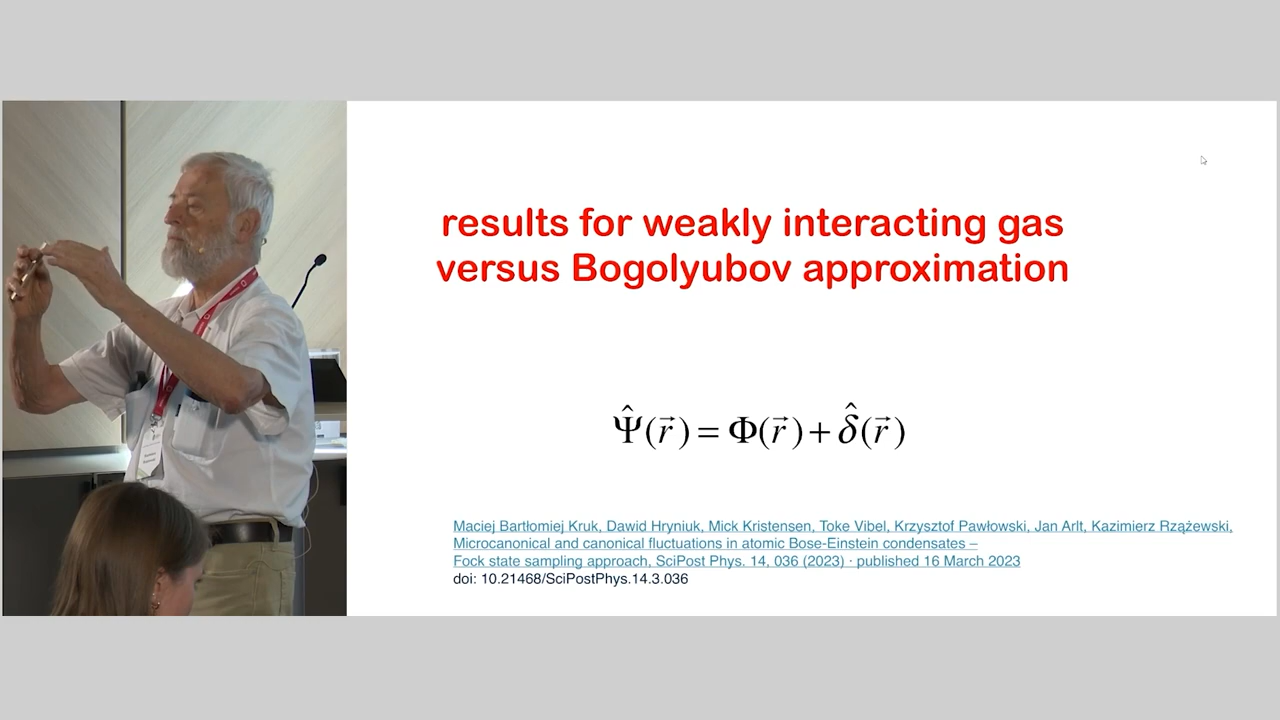 results for weakly interacting gas
versus Bogolyubov approximation
Ψ̂(r⃗) = Φ(r⃗) + δ̂(r⃗)
Maciej Bartłomiej Kruk, Dawid Hryniuk, Mick Kristensen, Toke Vibel, Krzysztof Pawłowski, Jan Arlt, Kazimierz Rzążewski,
Microcanonical and canonical fluctuations in atomic Bose-Einstein condensates –
Fock state sampling approach, SciPost Phys. 14, 036 (2023) · published 16 March 2023
doi: 10.21468/SciPostPhys.14.3.036